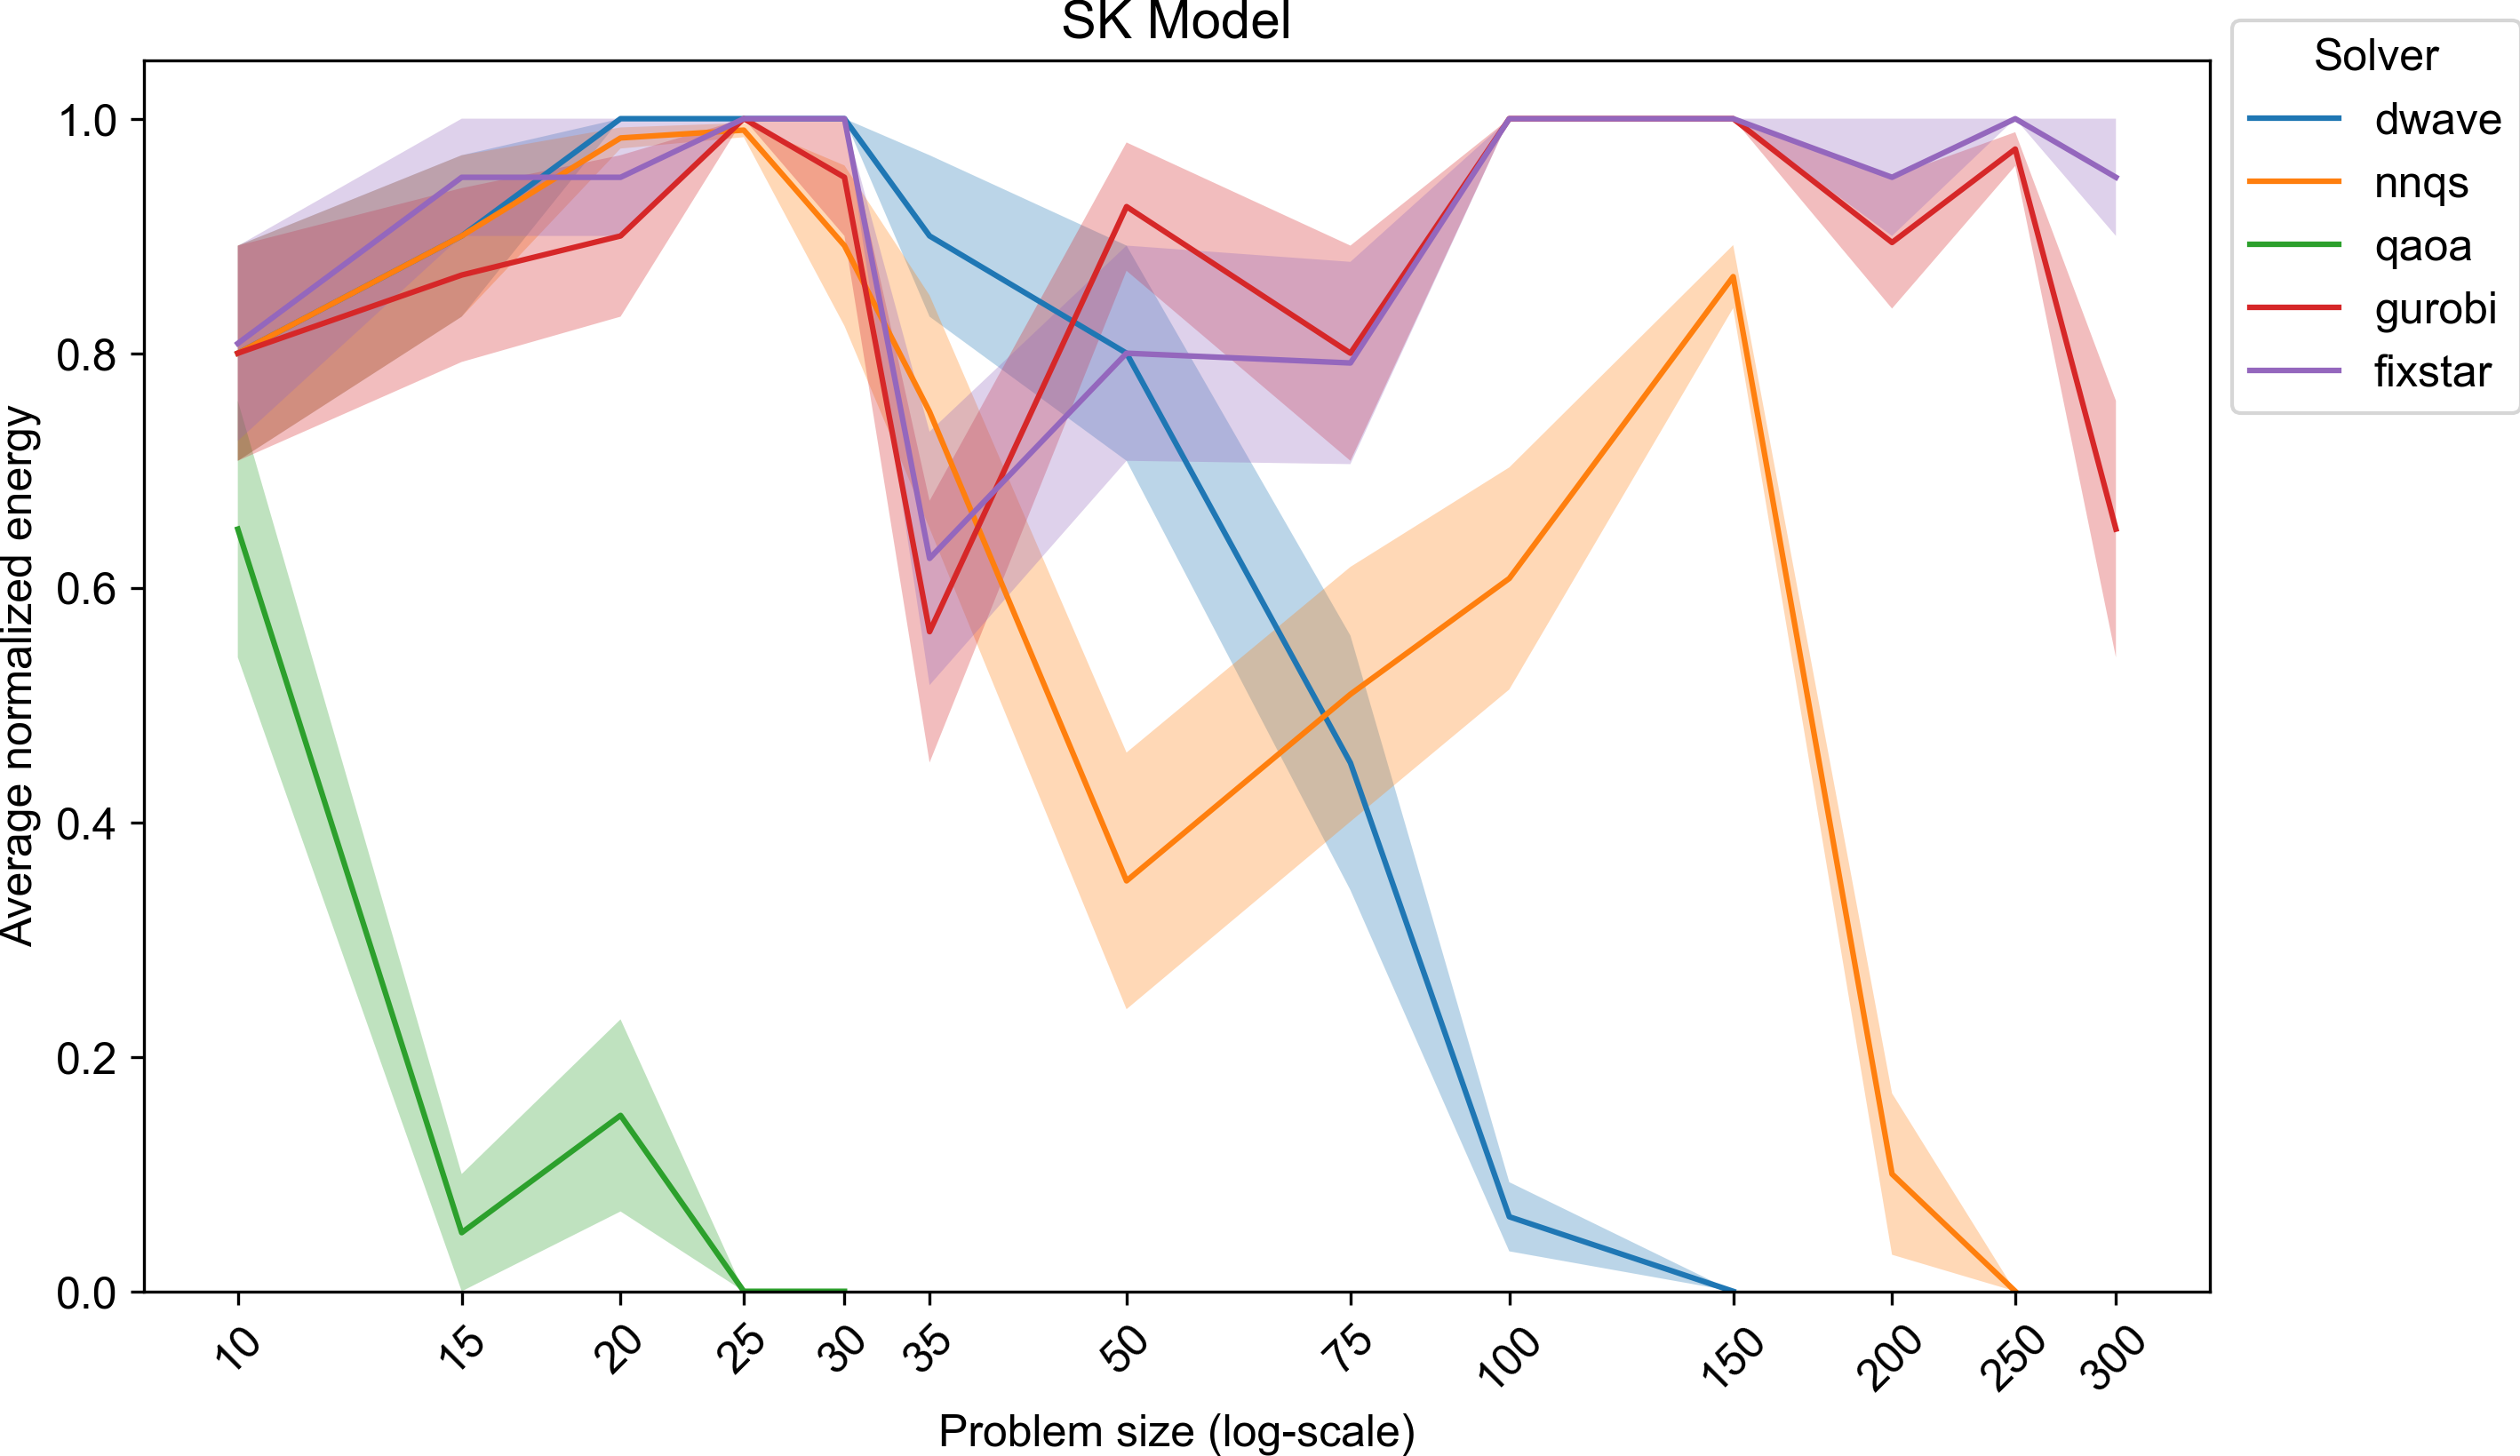 SK Model
Solver
dwave
nnqs
qaoa
gurobi
fixstar
Average normalized energy
1.0
0.8
0.6
0.4
0.2
0.0
10 15 20 25 30 35 50 75 100 150 200 250 300
Problem size (log-scale)